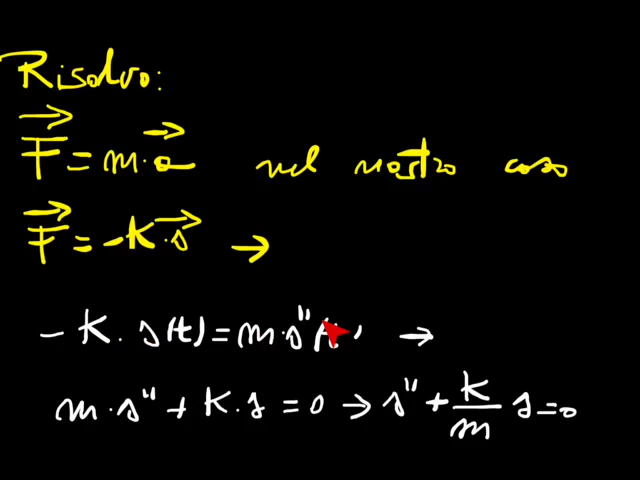 Risolvo:
F = m·a nel nostro caso
F = -K·s →
- K · s(t) = m·s''(t) →
m·s'' + K·s = 0 → s'' + K/m s = 0